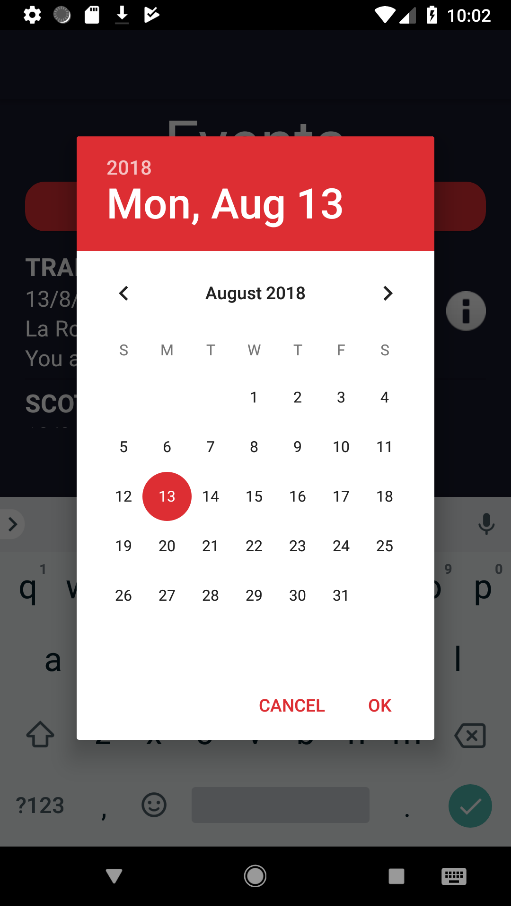 10:02
Events
2018
Mon, Aug 13
TRA
13/8/
La Ro
You a
SCO
August 2018
S M T W T F S
1 2 3 4
5 6 7 8 9 10 11
12 13 14 15 16 17 18
19 20 21 22 23 24 25
26 27 28 29 30 31
CANCEL OK
q 1 9 p 0
a l
?123 , .